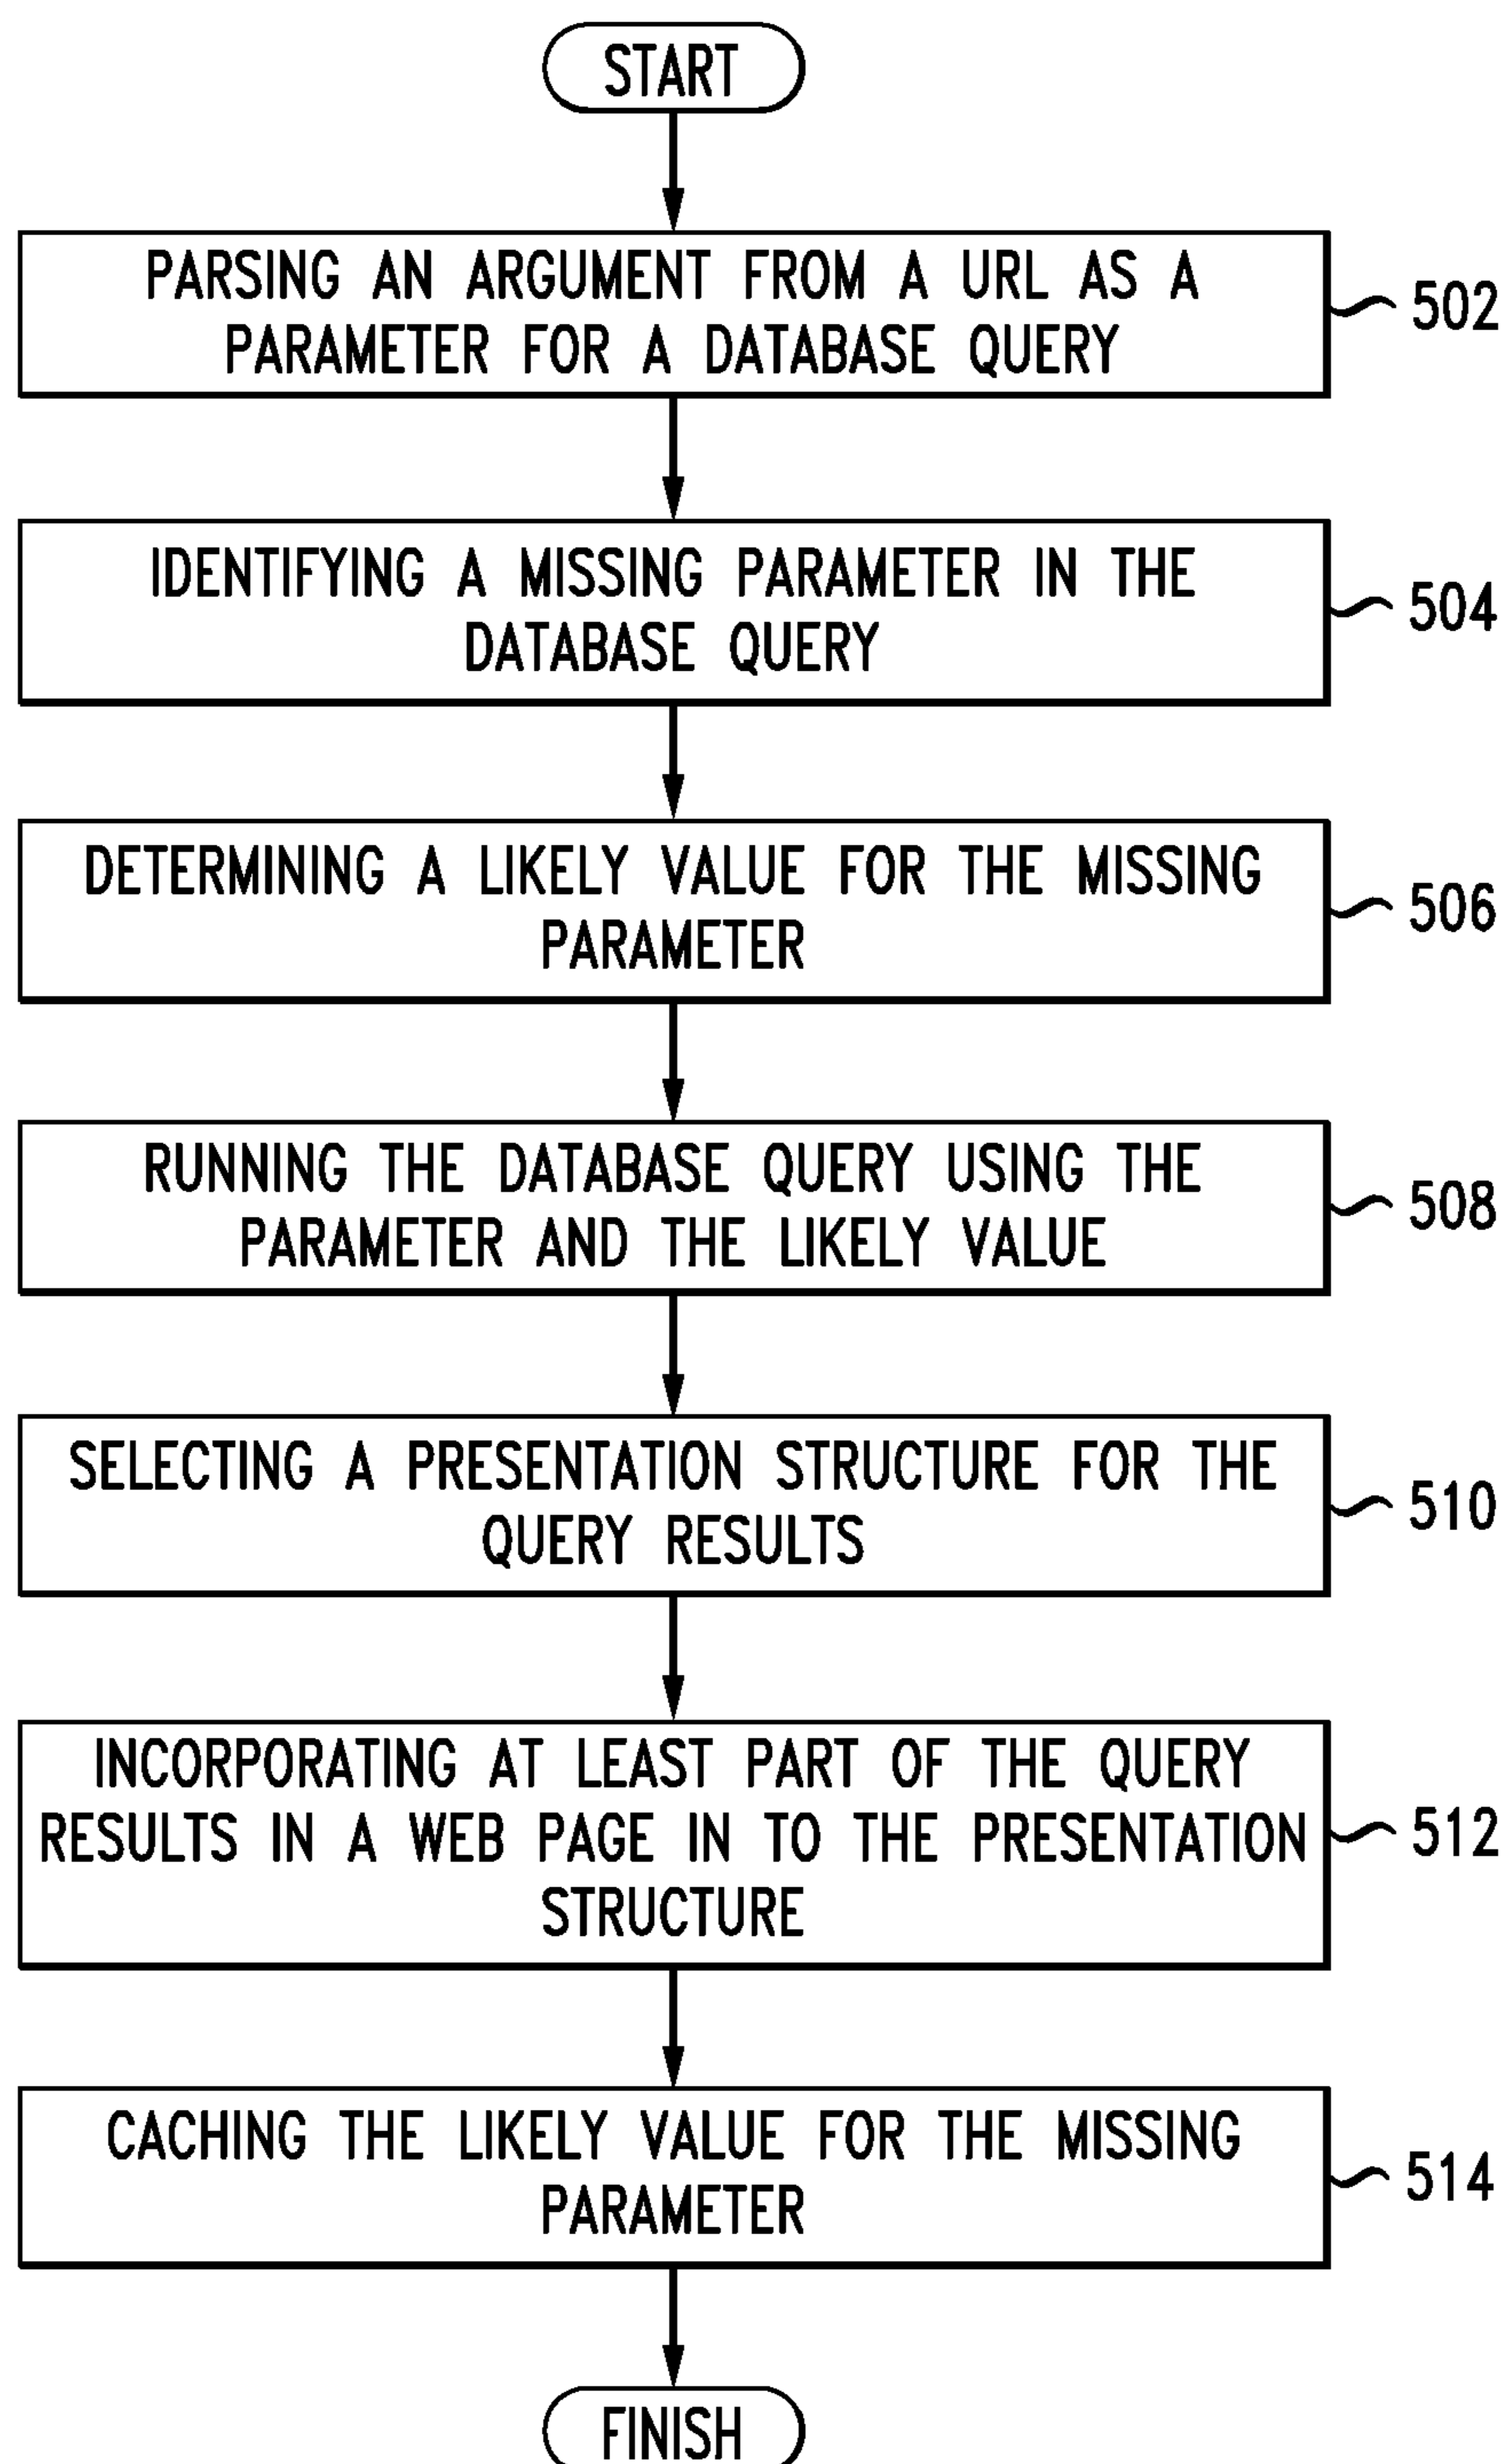 START
PARSING AN ARGUMENT FROM A URL AS A
PARAMETER FOR A DATABASE QUERY
502
IDENTIFYING A MISSING PARAMETER IN THE
DATABASE QUERY
504
DETERMINING A LIKELY VALUE FOR THE MISSING
PARAMETER
506
RUNNING THE DATABASE QUERY USING THE
PARAMETER AND THE LIKELY VALUE
508
SELECTING A PRESENTATION STRUCTURE FOR THE
QUERY RESULTS
510
INCORPORATING AT LEAST PART OF THE QUERY
RESULTS IN A WEB PAGE IN TO THE PRESENTATION
STRUCTURE
512
CACHING THE LIKELY VALUE FOR THE MISSING
PARAMETER
514
FINISH